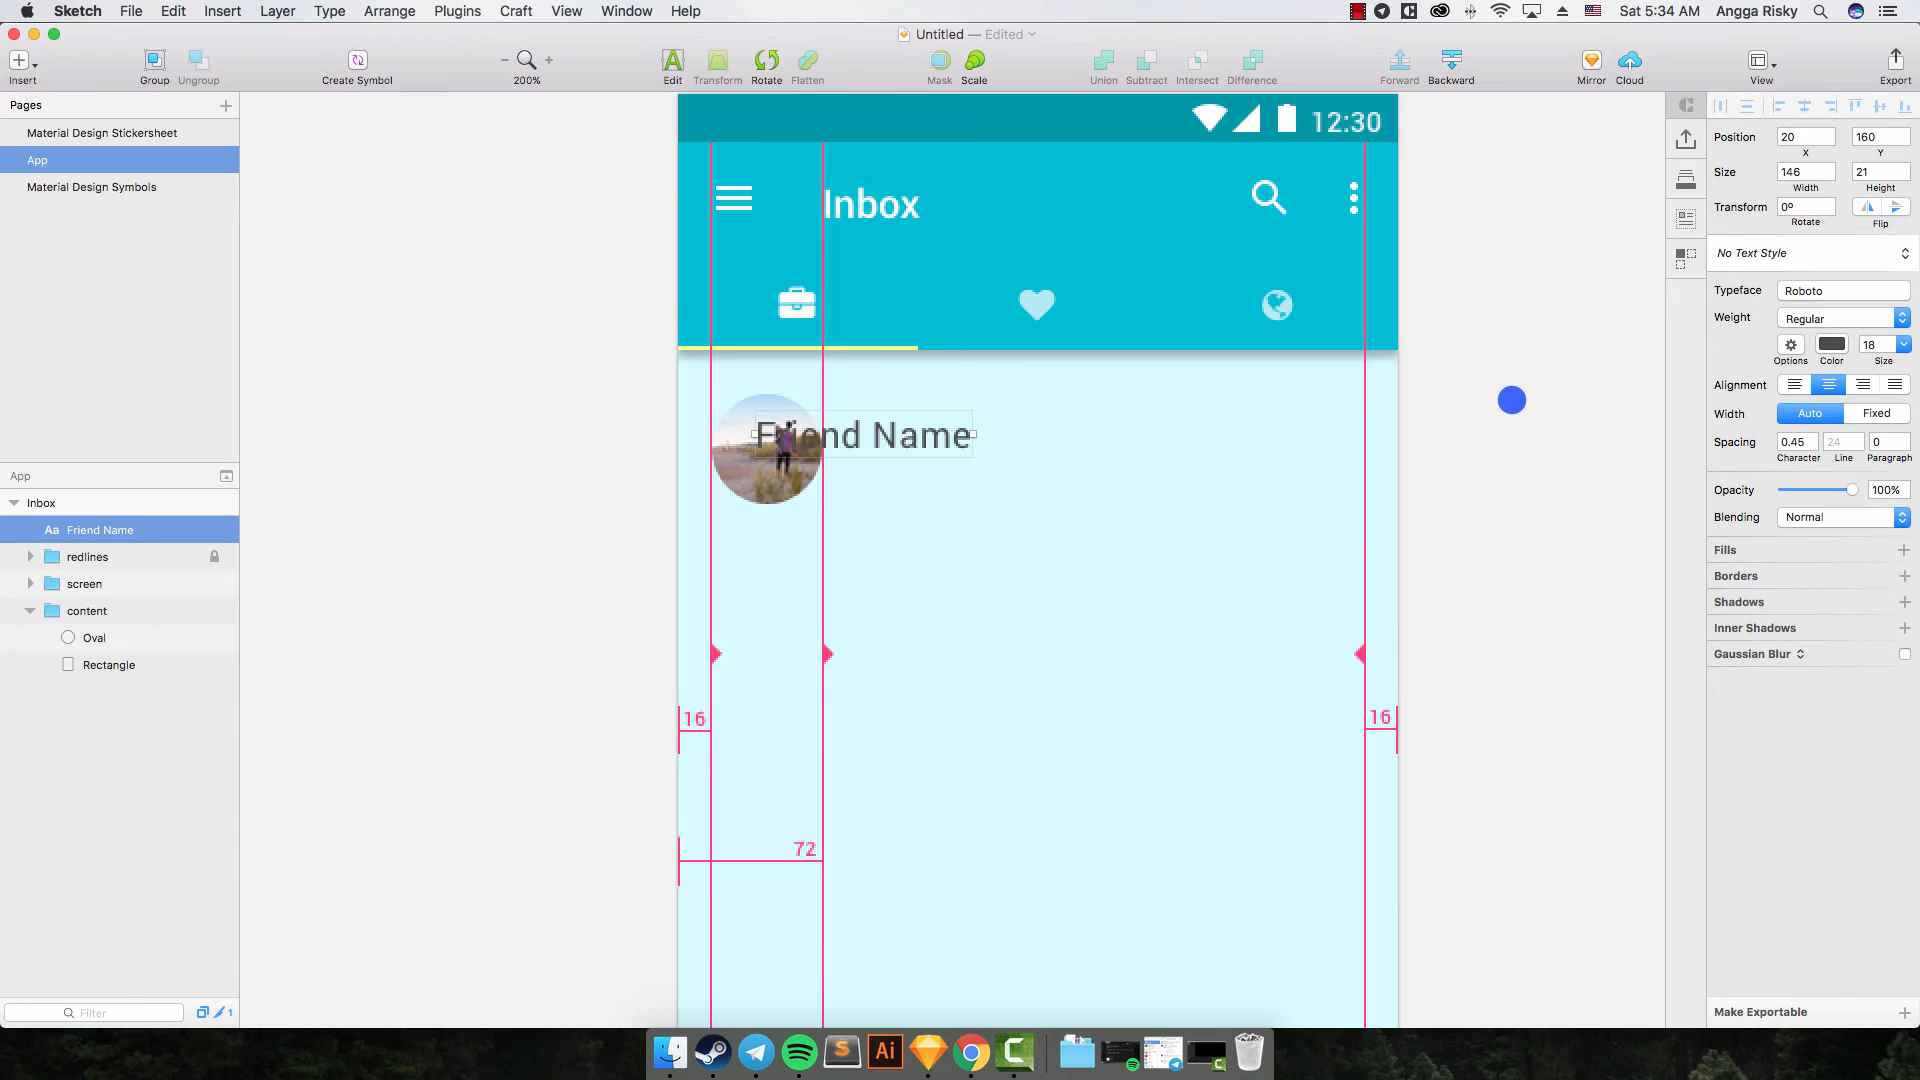 Sketch File Edit Insert Layer Type Arrange Plugins Craft View Window Help Sat 5:34 AM Angga Risky
Untitled — Edited
Insert Group Ungroup Create Symbol 200% Edit Transform Rotate Flatten Mask Scale Union Subtract Intersect Difference Forward Backward Mirror Cloud View Export
Pages
Material Design Stickersheet
App
Material Design Symbols
App
Inbox
Aa Friend Name
redlines
screen
content
Oval
Rectangle
Filter
1
12:30
Inbox
Friend Name
16
16
72
Position 20 160
X Y
Size 146 21
Width Height
Transform 0º
Rotate Flip
No Text Style
Typeface Roboto
Weight Regular
18
Options Color Size
Alignment
Width Auto Fixed
Spacing 0.45 24 0
Character Line Paragraph
Opacity 100%
Blending Normal
Fills
Borders
Shadows
Inner Shadows
Gaussian Blur
Make Exportable
S
Ai
C